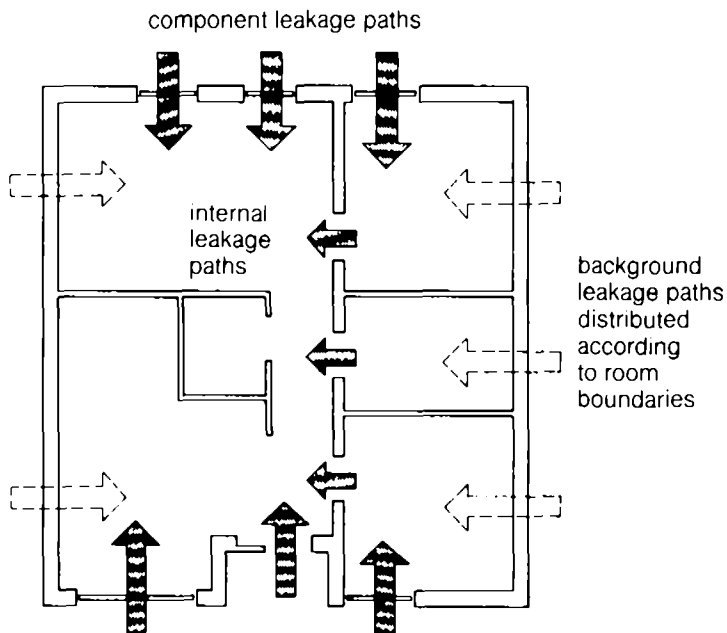 component leakage paths
internal
leakage
paths
background
leakage paths
distributed
according
to room
boundaries